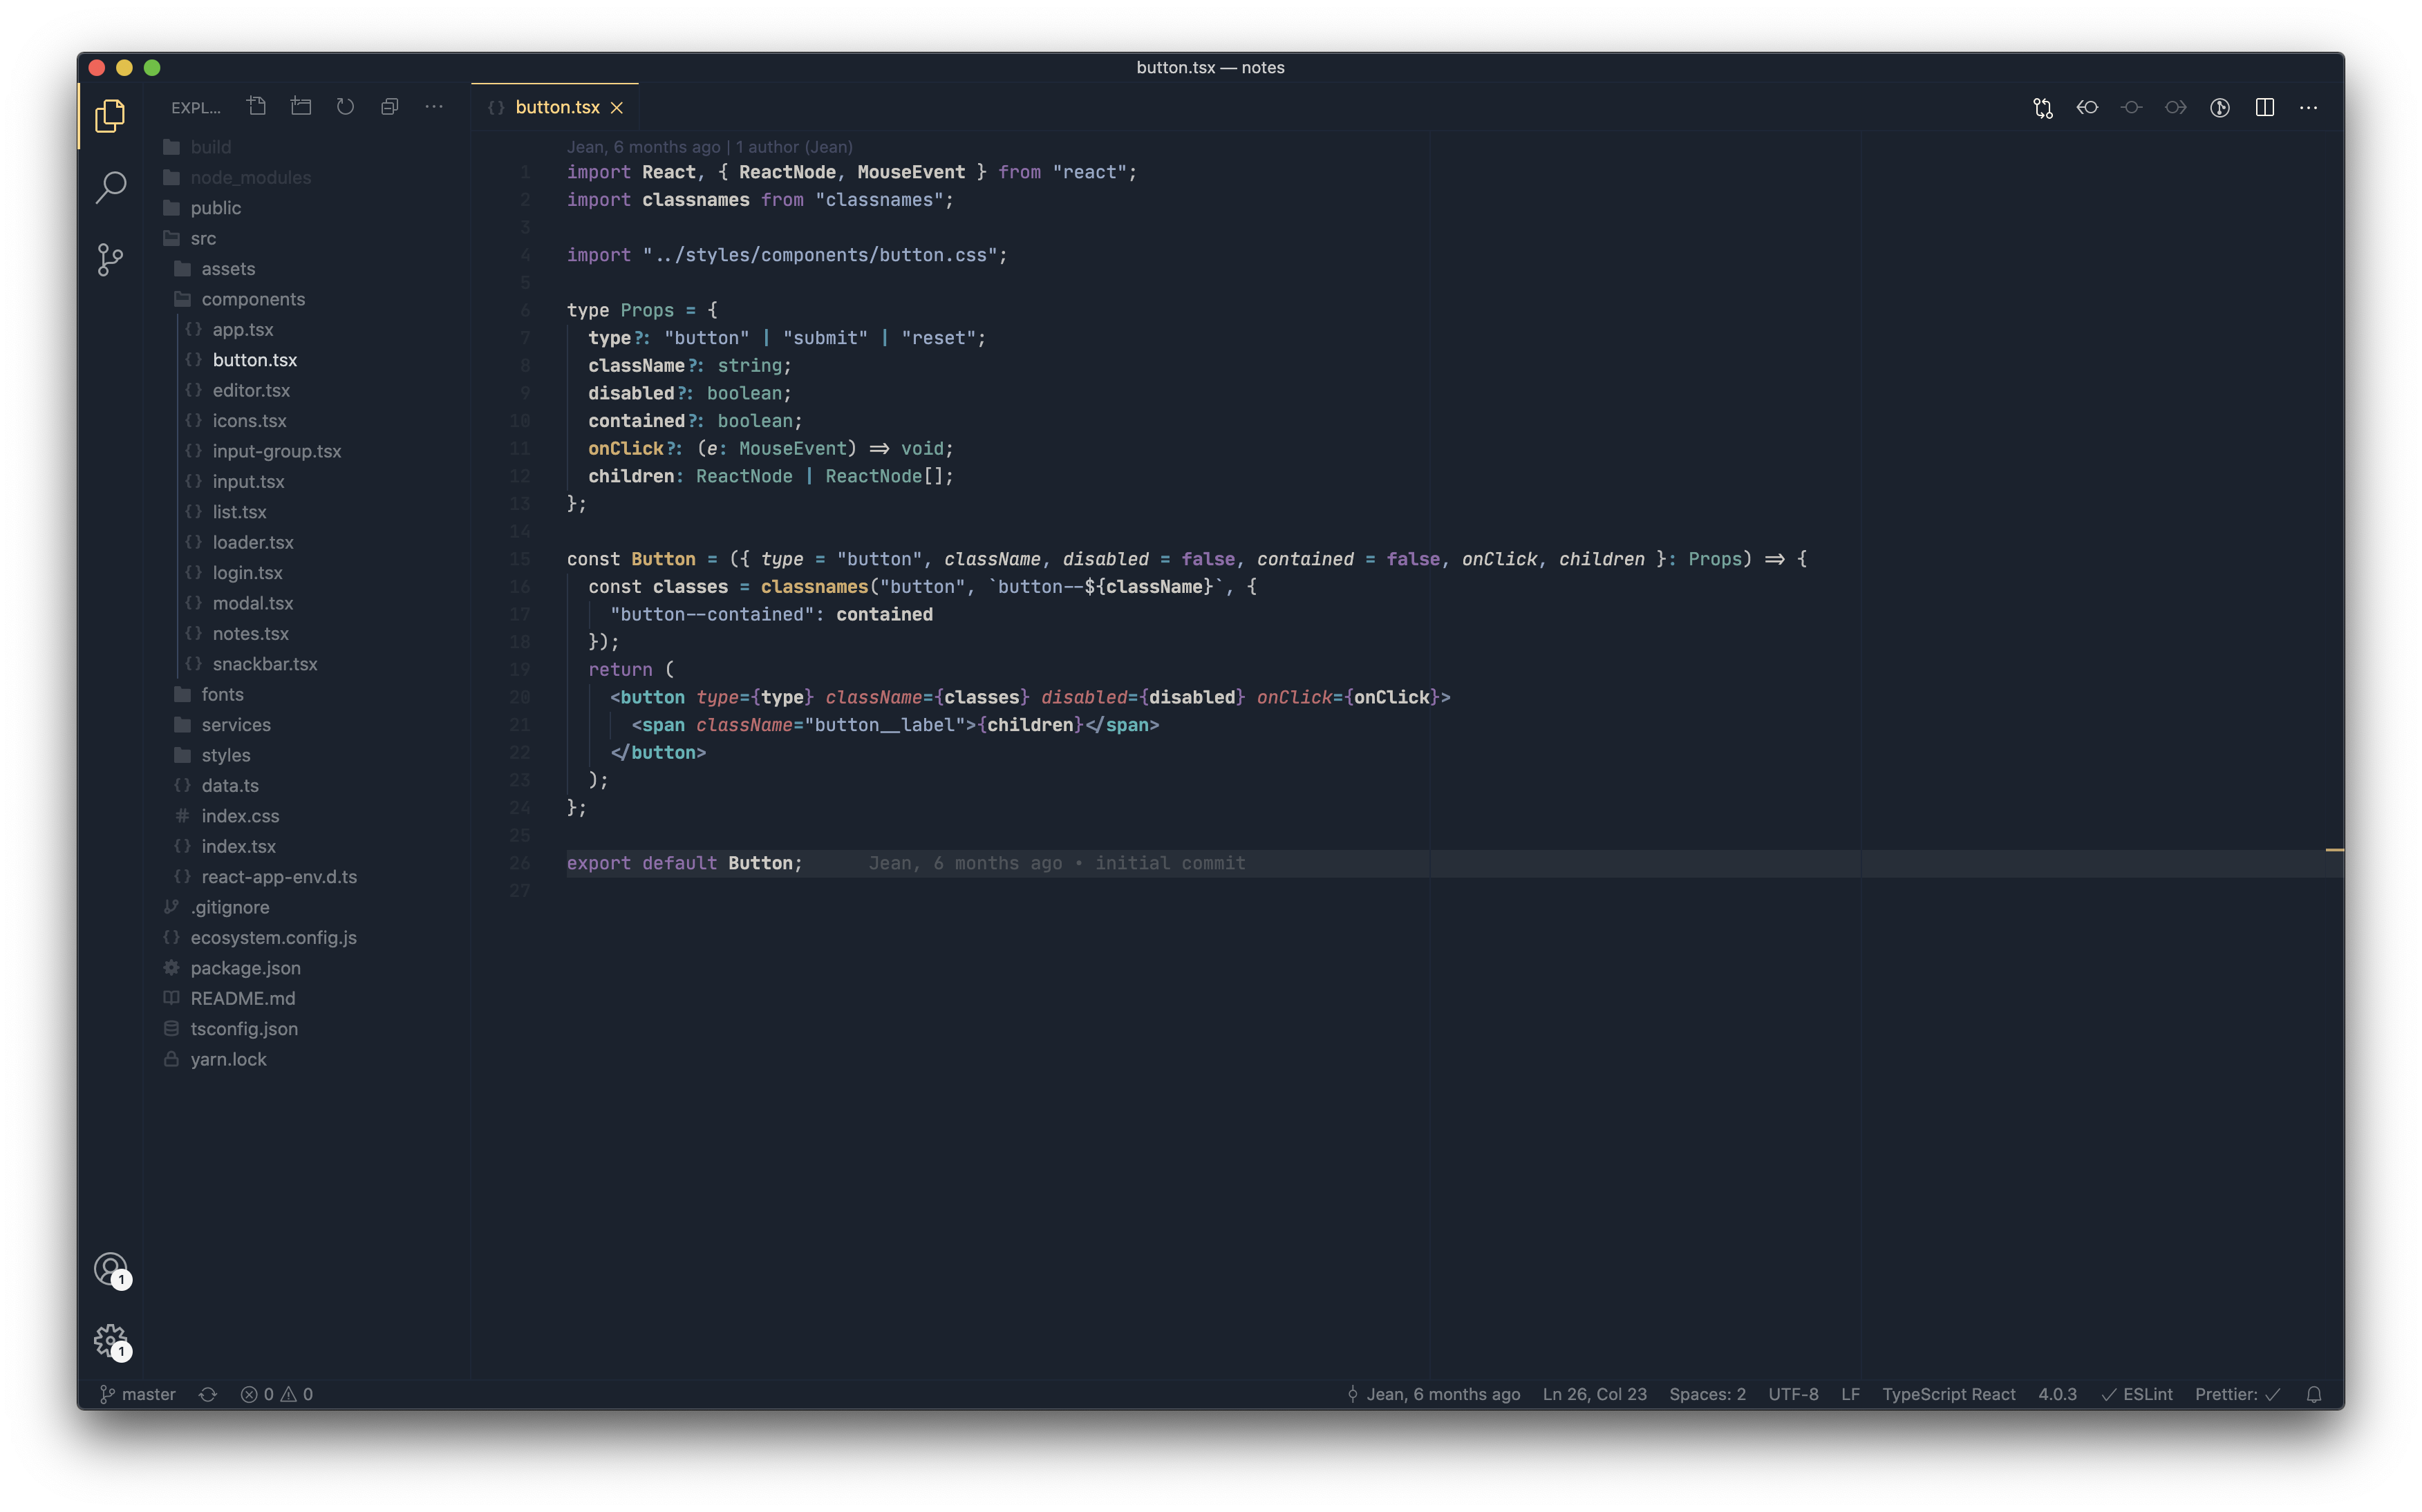 button.tsx — notes
EXPL...
build
node_modules
public
src
assets
components
app.tsx
button.tsx
editor.tsx
icons.tsx
input-group.tsx
input.tsx
list.tsx
loader.tsx
login.tsx
modal.tsx
notes.tsx
snackbar.tsx
fonts
services
styles
data.ts
index.css
index.tsx
react-app-env.d.ts
.gitignore
ecosystem.config.js
package.json
README.md
tsconfig.json
yarn.lock
1
1
{} button.tsx
Jean, 6 months ago | 1 author (Jean)
1 import React, { ReactNode, MouseEvent } from "react";
2 import classnames from "classnames";
3
4 import "../styles/components/button.css";
5
6 type Props = {
7   type?: "button" | "submit" | "reset";
8   className?: string;
9   disabled?: boolean;
10   contained?: boolean;
11   onClick?: (e: MouseEvent) => void;
12   children: ReactNode | ReactNode[];
13 };
14
15 const Button = ({ type = "button", className, disabled = false, contained = false, onClick, children }: Props) => {
16   const classes = classnames("button", `button--${className}`, {
17     "button--contained": contained
18   });
19   return (
20     <button type={type} className={classes} disabled={disabled} onClick={onClick}>
21       <span className="button__label">{children}</span>
22     </button>
23   );
24 };
25
26 export default Button; Jean, 6 months ago • initial commit
27
master 0 0 Jean, 6 months ago Ln 26, Col 23 Spaces: 2 UTF-8 LF TypeScript React 4.0.3 ✓ ESLint Prettier: ✓